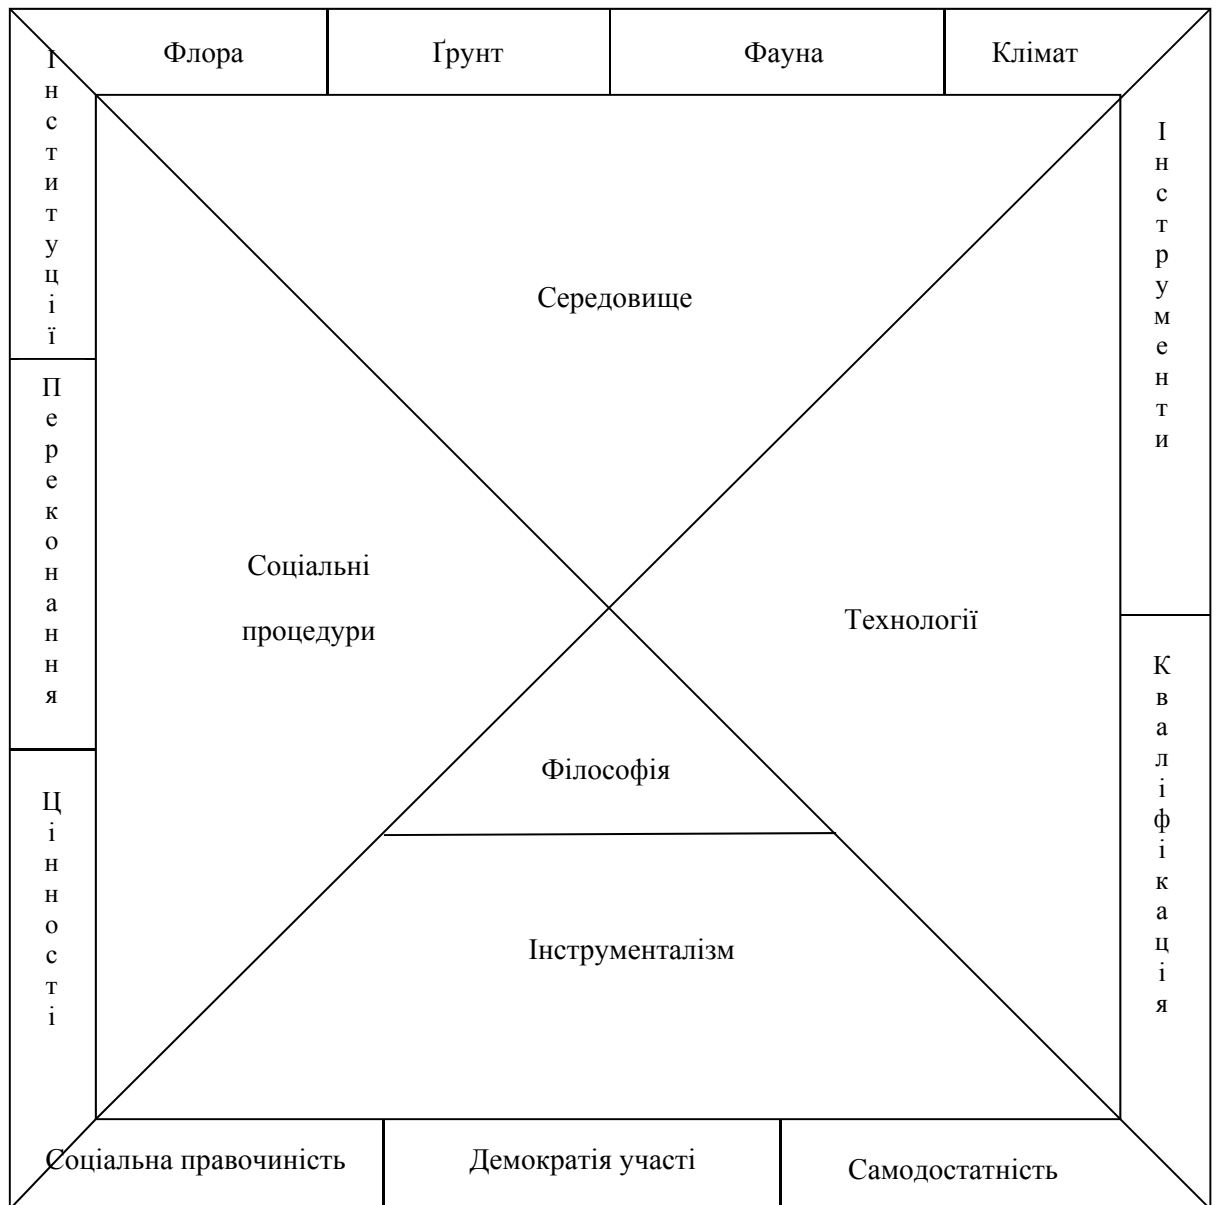 Флора
Ґрунт
Фауна
Клімат
Інституції
Переконання
Цінності
Середовище
Соціальні
процедури
Технології
Філософія
Інструменталізм
Інструменти
Кваліфікація
Соціальна правочиність
Демократія участі
Самодостатність